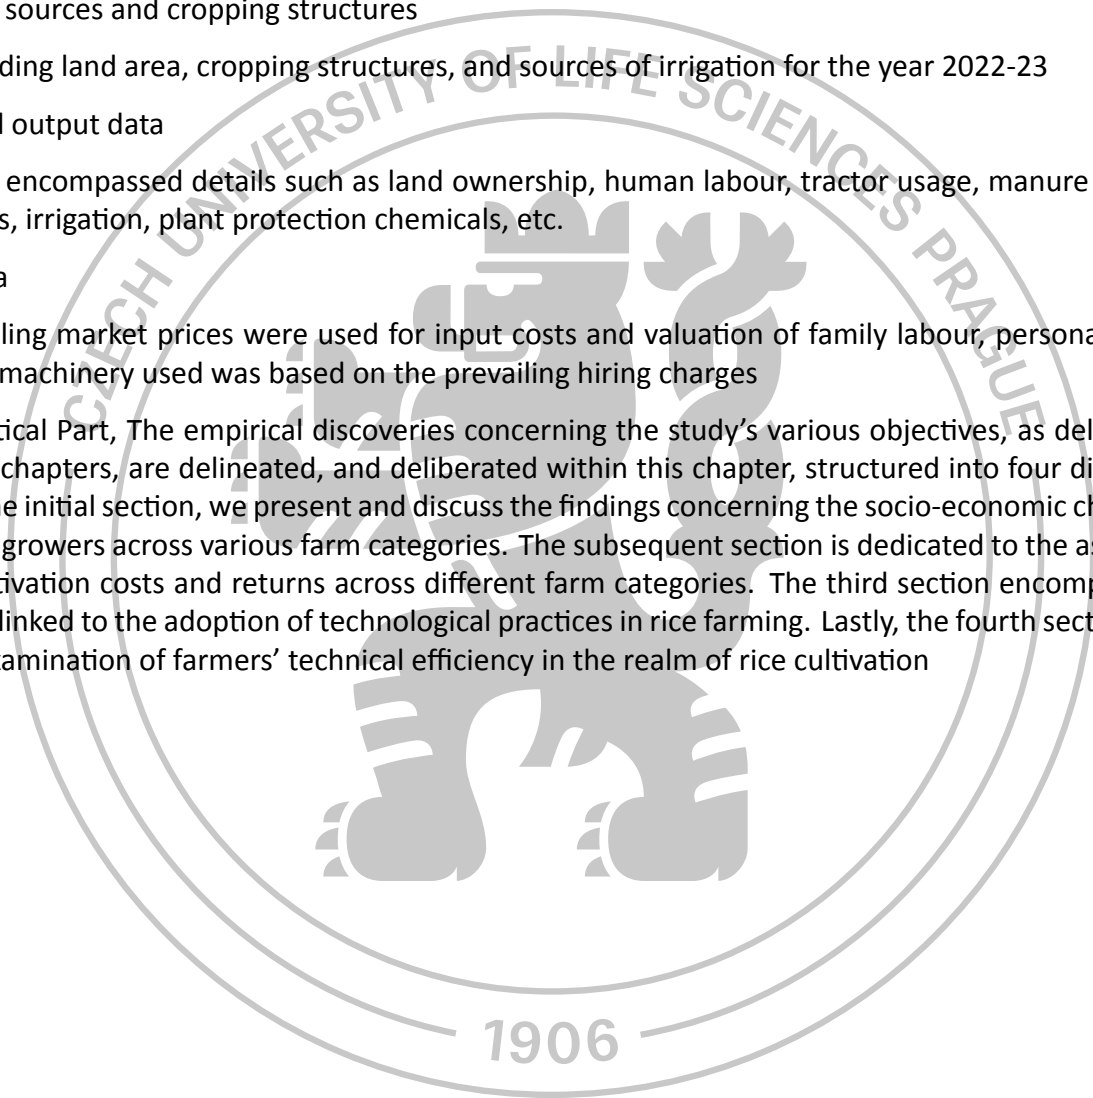 sources and cropping structures
ding land area, cropping structures, and sources of irrigation for the year 2022-23
output data
encompassed details such as land ownership, human labour, tractor usage, manure
s, irrigation, plant protection chemicals, etc.
a
ling market prices were used for input costs and valuation of family labour, persona
machinery used was based on the prevailing hiring charges
tical Part, The empirical discoveries concerning the study's various objectives, as del
chapters, are delineated, and deliberated within this chapter, structured into four di
e initial section, we present and discuss the findings concerning the socio-economic ch
growers across various farm categories. The subsequent section is dedicated to the as
tivation costs and returns across different farm categories. The third section encomp
linked to the adoption of technological practices in rice farming. Lastly, the fourth sect
amination of farmers' technical efficiency in the realm of rice cultivation
CZECH UNIVERSITY OF LIFE SCIENCES PRAGUE
1906